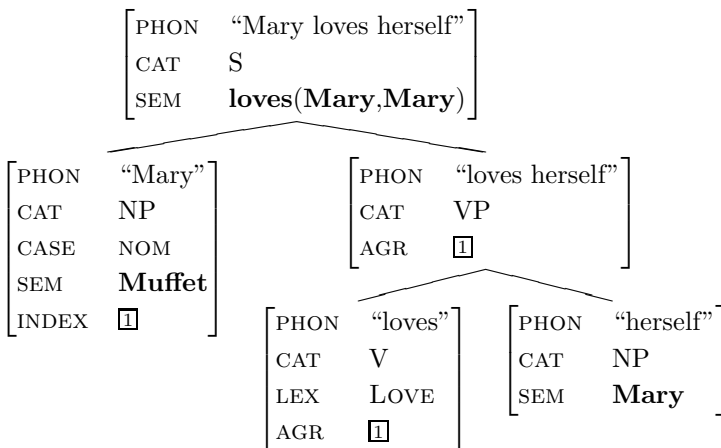 PHON “Mary loves herself”
CAT S
SEM loves(Mary,Mary)
PHON “Mary”
CAT NP
CASE NOM
SEM Muffet
INDEX 1
PHON “loves herself”
CAT VP
AGR 1
PHON “loves”
CAT V
LEX LOVE
AGR 1
PHON “herself”
CAT NP
SEM Mary